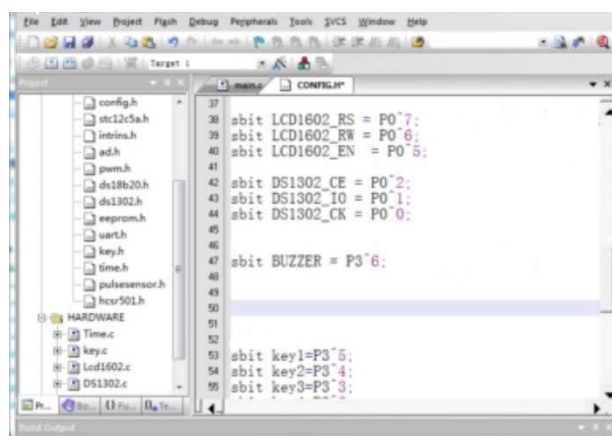 File Edit View Project Flash Debug Peripherals Tools SVCS Window Help
Target 1
Project
main.c CONFIG.H*
config.h
stc12c5a.h
intrins.h
ad.h
pwm.h
ds18b20.h
ds1302.h
eeprom.h
uart.h
key.h
time.h
pulsesensor.h
hcsr501.h
HARDWARE
Time.c
key.c
Lcd1602.c
DS1302.c
37
38 sbit LCD1602_RS = P0^7;
39 sbit LCD1602_RW = P0^6;
40 sbit LCD1602_EN = P0^5;
41
42 sbit DS1302_CE = P0^2;
43 sbit DS1302_IO = P0^1;
44 sbit DS1302_CK = P0^0;
45
46
47 sbit BUZZER = P3^6;
48
49
50
51
52
53 sbit key1=P3^5;
54 sbit key2=P3^4;
55 sbit key3=P3^3;
Pr... Bo... {} Fu... Te...
Build Output